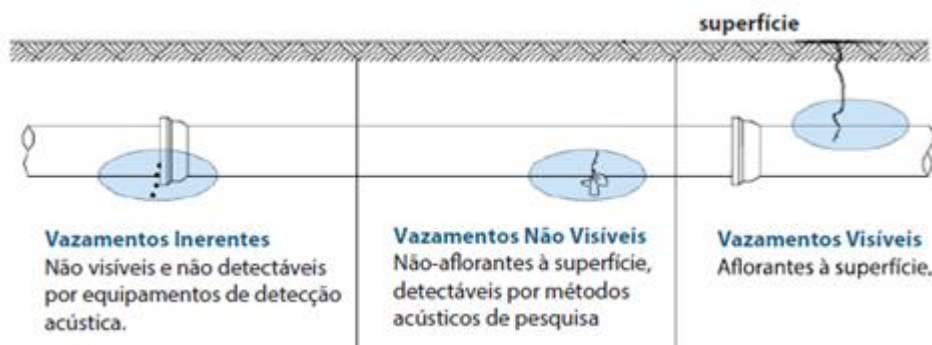 superfície
Vazamentos Inerentes
Não visíveis e não detectáveis
por equipamentos de detecção
acústica.
Vazamentos Não Visíveis
Não-aflorantes à superfície,
detectáveis por métodos
acústicos de pesquisa
Vazamentos Visíveis
Aflorantes à superfície.